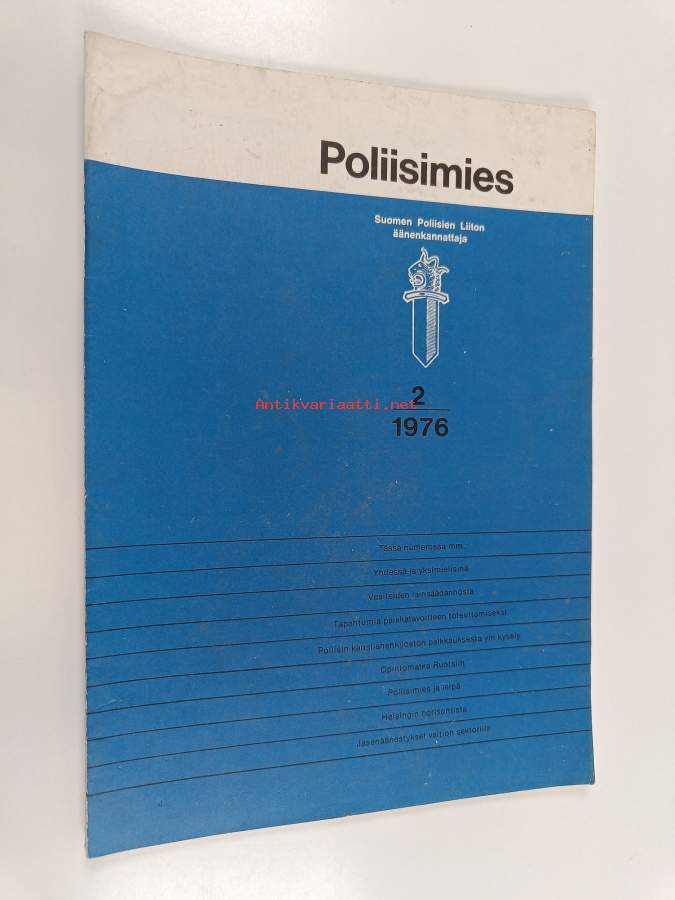 Poliisimies
Suomen Poliisien Liiton
äänenkannattaja
2
Antikvariaatti.net
1976
Tässä numerossa mm.
Yhdessä ja yksimielisinä
Vesiteiden lainsäädännöstä
Tapahtumia palkkatavoitteen toteuttamiseksi
Poliisin kansliahenkilöstön palkkauksesta ym kysely
Opintomatka Ruotsiin
Poliisimies ja leipä
Helsingin horisontista
Jäsenäänestykset valtion sektorilla